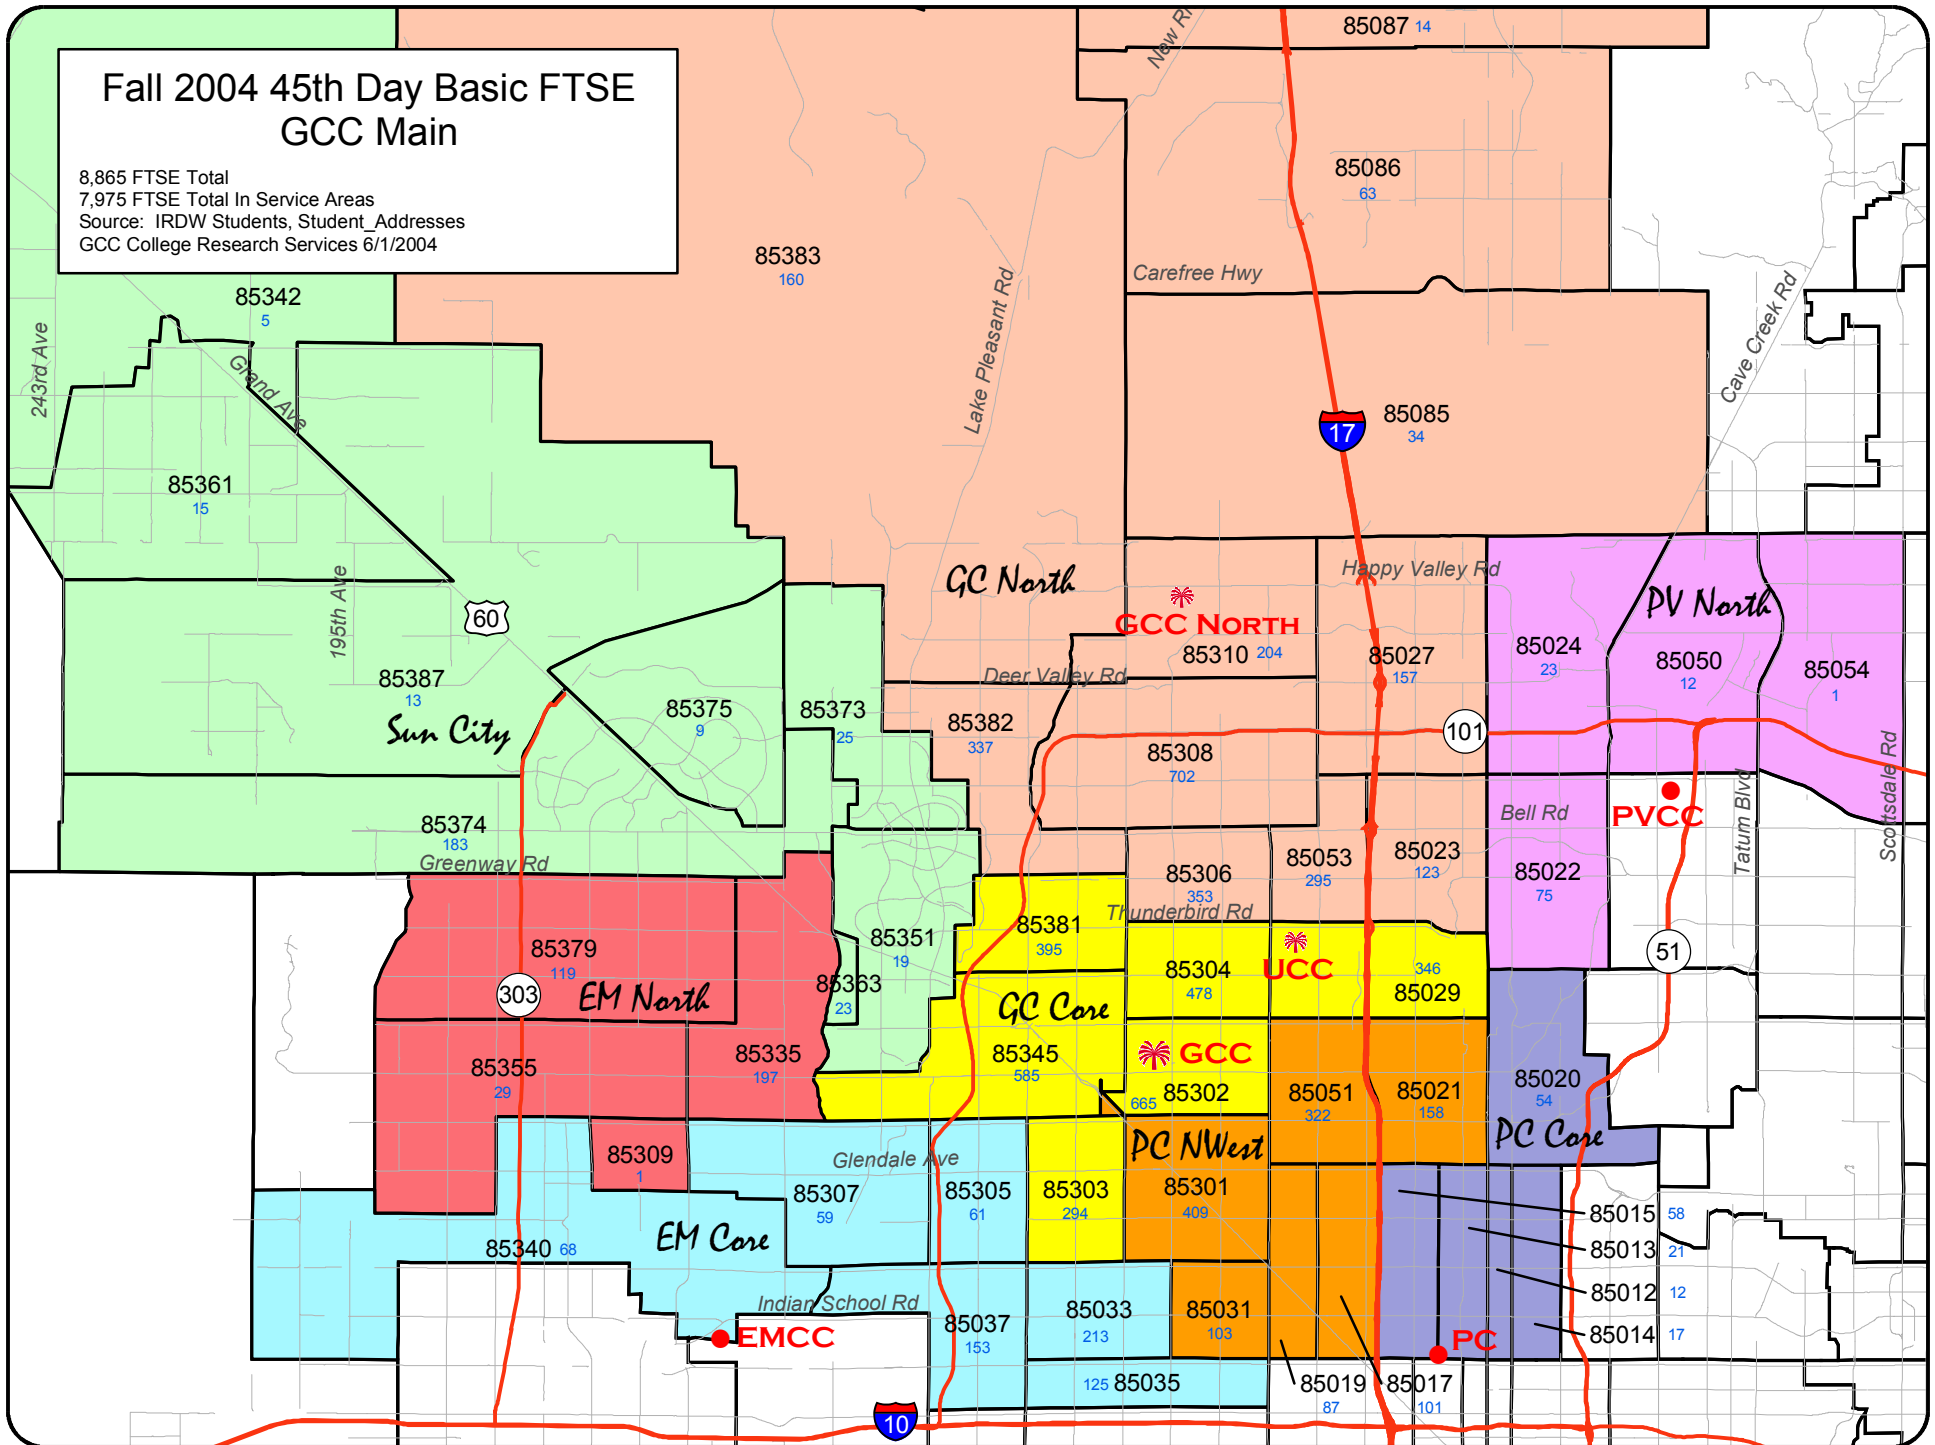 Fall 2004 45th Day Basic FTSE
GCC Main
8,865 FTSE Total
7,975 FTSE Total In Service Areas
Source: IRDW Students, Student_Addresses
GCC College Research Services 6/1/2004
85087 14
New Ri
85086
63
85383
160
Carefree Hwy
85342
5
243rd Ave
Grand Ave
Lake Pleasant Rd
Cave Creek Rd
17
85085
34
85361
15
195th Ave
60
GC North
GCC North
85310 204
Happy Valley Rd
85027
157
PV North
85024
23
85050
12
85054
1
85387
13
Sun City
85375
9
85373
25
Deer Valley Rd
85382
337
85308
702
101
85374
183
Greenway Rd
Bell Rd
PVCC
Tatum Blvd
Scottsdale Rd
85306
353
85053
295
85023
123
85022
75
Thunderbird Rd
85381
395
85379
119
303
EM North
85351
19
85363
23
GC Core
85304
478
UCC
346
85029
51
85355
29
85335
197
85345
585
GCC
665 85302
85051
322
85021
158
85020
54
PC Core
85309
1
Glendale Ave
PC NWest
85307
59
85305
61
85303
294
85301
409
85015 58
85013 21
85012 12
85014 17
85340 68
EM Core
Indian School Rd
EMCC
85037
153
85033
213
85031
103
PC
125 85035
85019
87
85017
101
10